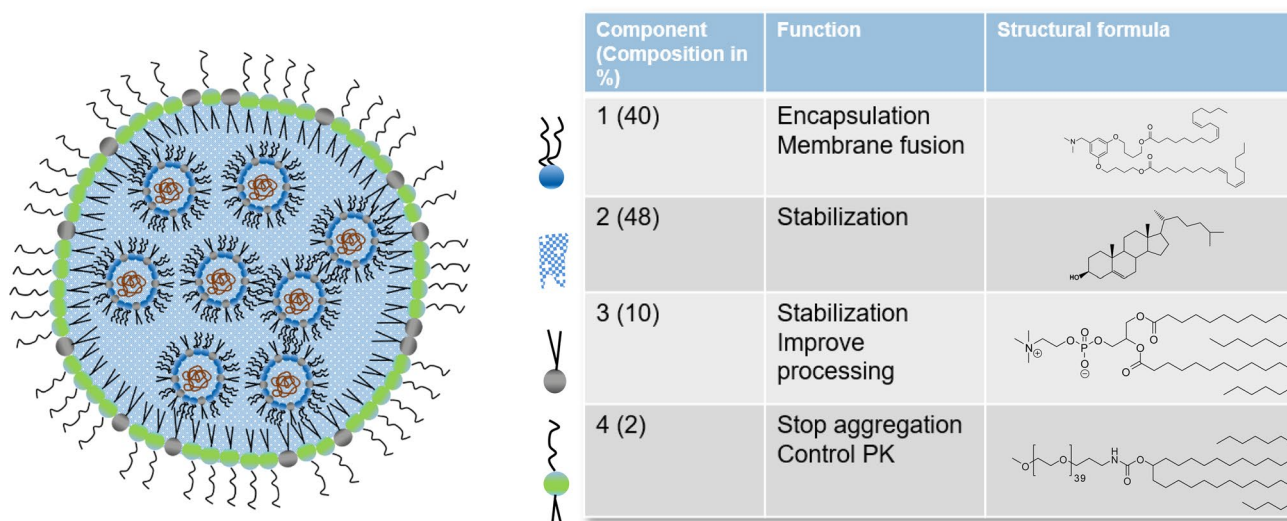 Component
(Composition in
%)
Function
Structural formula
1 (40)
Encapsulation
Membrane fusion
2 (48)
Stabilization
HO
3 (10)
Stabilization
Improve
processing
4 (2)
Stop aggregation
Control PK
39